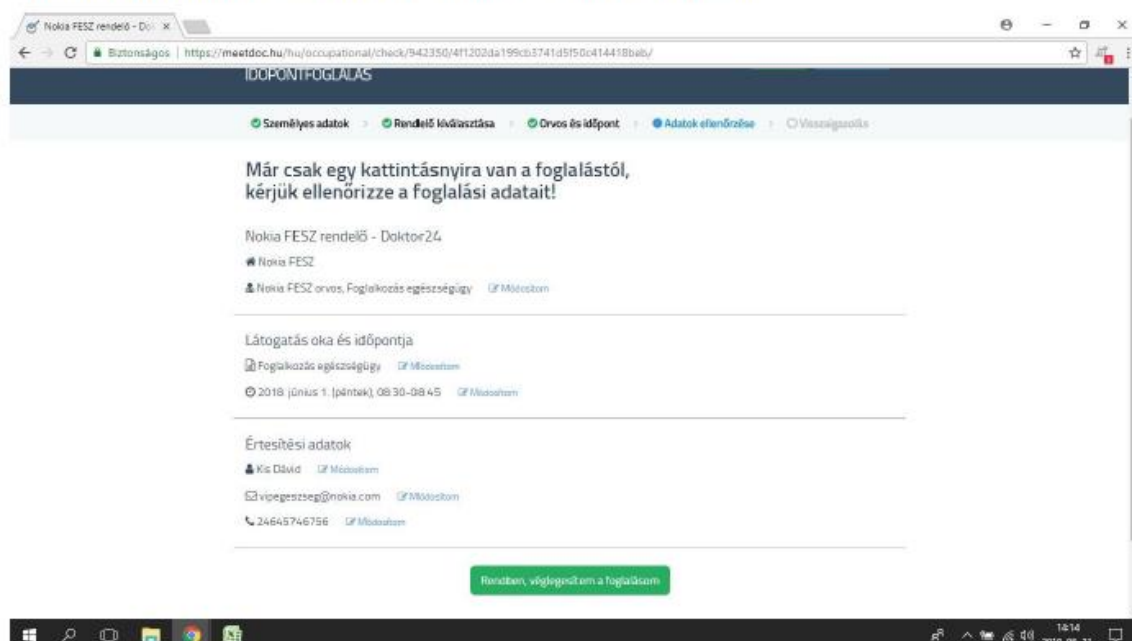 Nokia FESZ rendelő - Do
Biztonságos | https://meetdoc.hu/hu/occupational/check/942350/4f1202da199cb3741d5f50c414418beb/
IDŐPONTFOGLALÁS
Személyes adatok Rendelő kiválasztása Orvos és időpont Adatok ellenőrzése Visszaigazolás
Már csak egy kattintásnyira van a foglalástól,
kérjük ellenőrizze a foglalási adatait!
Nokia FESZ rendelő - Doktor24
Nokia FESZ
Nokia FESZ orvos, Foglalkozás egészségügy Módosítom
Látogatás oka és időpontja
Foglalkozás egészségügy Módosítom
2018. június 1. (péntek), 08:30-08:45 Módosítom
Értesítési adatok
Kis Dávid Módosítom
vipegeszseg@nokia.com Módosítom
24645746756 Módosítom
Rendben, véglegesítem a foglalásom
14:14